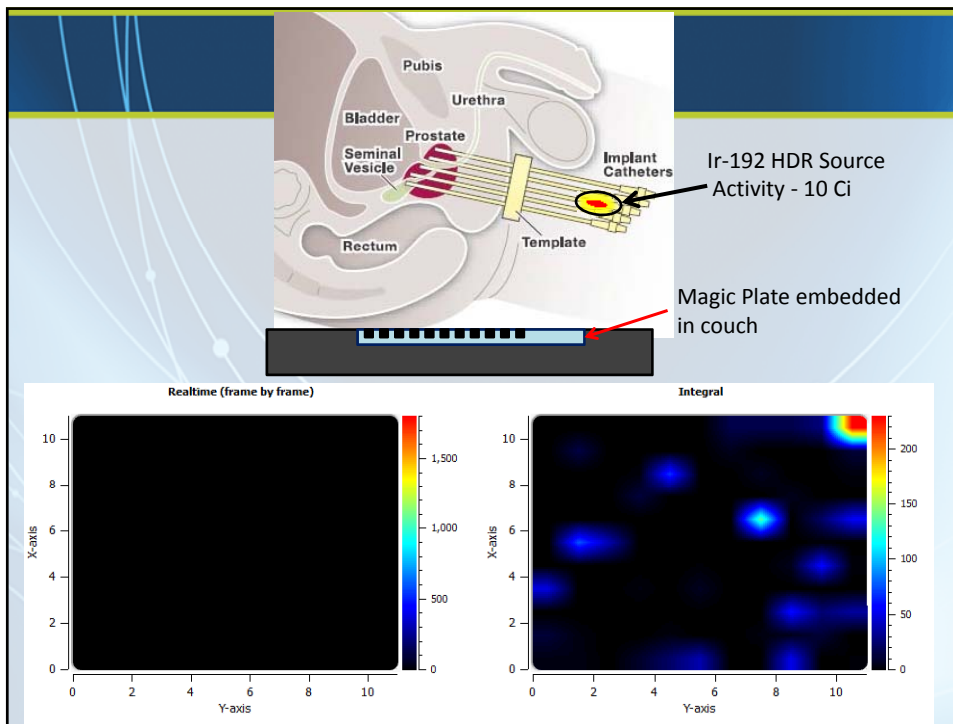 Pubis
Urethra
Bladder
Prostate
Seminal
Vesicle
Implant
Catheters
Template
Rectum
Ir-192 HDR Source
Activity - 10 Ci
Magic Plate embedded
in couch
Realtime (frame by frame)
10
8
6
4
2
0
X-axis
0 2 4 6 8 10
Y-axis
1,500
1,000
500
0
Integral
10
8
6
4
2
0
X-axis
0 2 4 6 8 10
Y-axis
200
150
100
50
0